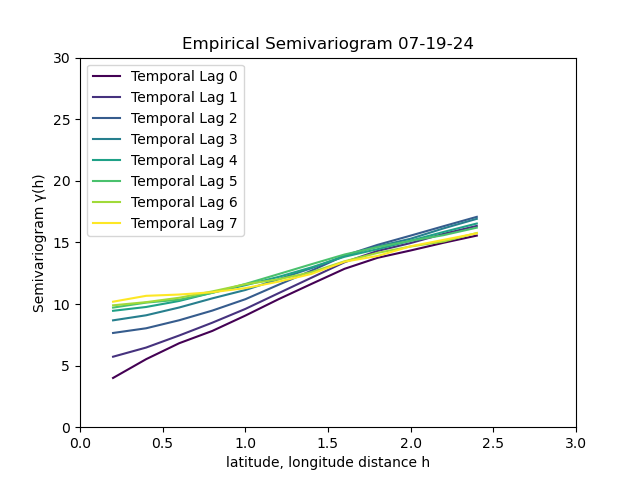 Empirical Semivariogram 07-19-24
30
25
20
15
10
5
0
Semivariogram γ(h)
Temporal Lag 0
Temporal Lag 1
Temporal Lag 2
Temporal Lag 3
Temporal Lag 4
Temporal Lag 5
Temporal Lag 6
Temporal Lag 7
0.0 0.5 1.0 1.5 2.0 2.5 3.0
latitude, longitude distance h